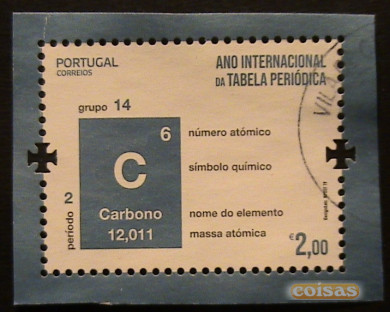 PORTUGAL
CORREIOS
ANO INTERNACIONAL
DA TABELA PERIÓDICA
grupo 14
6
número atómico
C
símbolo químico
período 2
Carbono
nome do elemento
12,011
massa atómica
€2,00
VILA
coisas